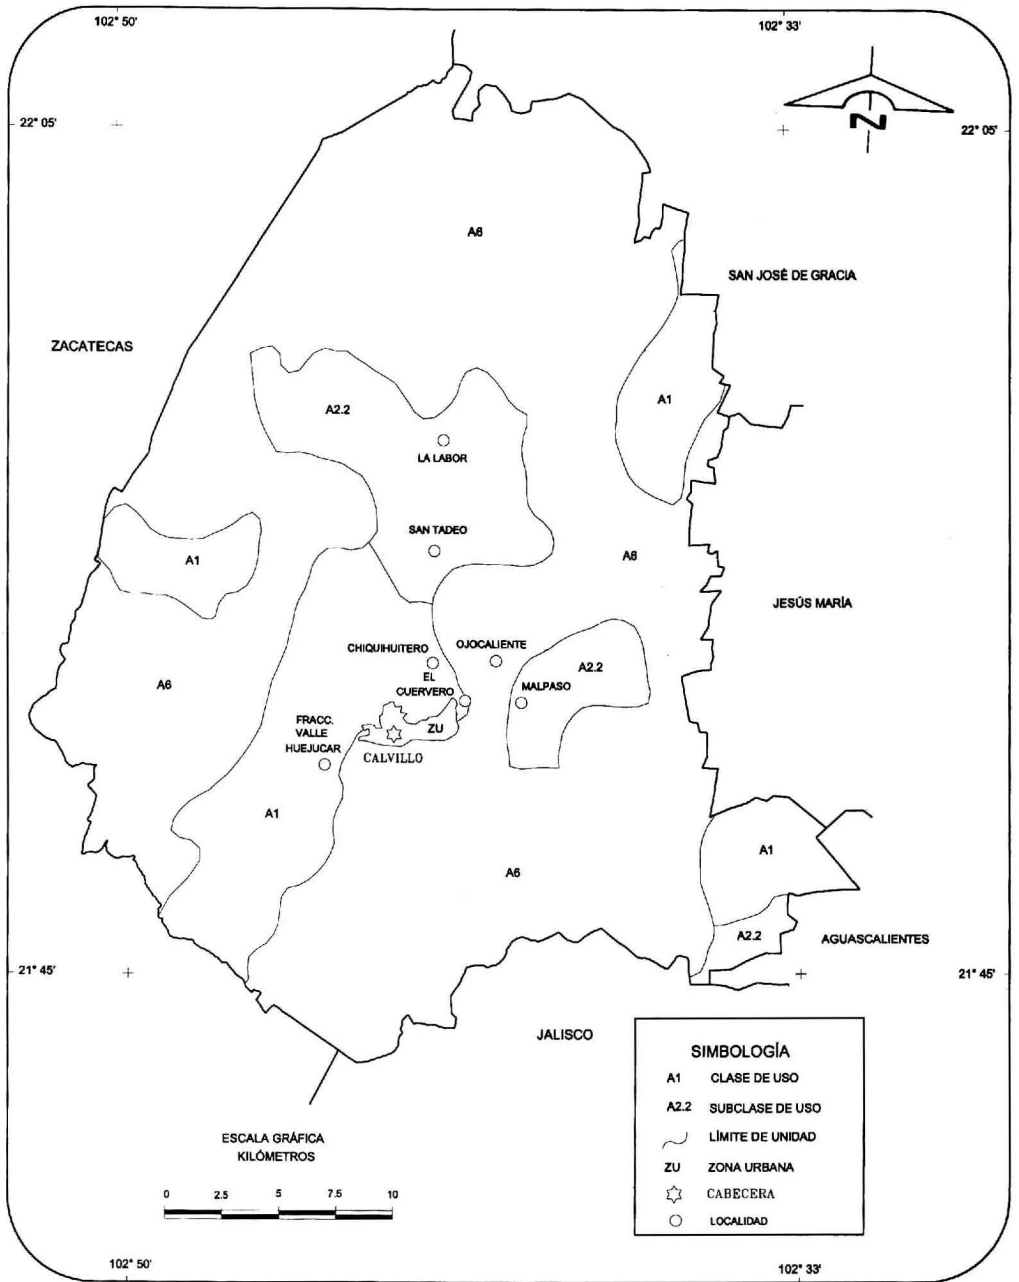 102° 50'
102° 33'
22° 05'
22° 05'
N
A6
SAN JOSÉ DE GRACIA
ZACATECAS
A2.2
A1
LA LABOR
SAN TADEO
A1
A6
JESÚS MARÍA
CHIQUIHUITERO
OJOCALIENTE
A2.2
EL
CUERVERO
MALPASO
A6
FRACC.
VALLE
HUEJUCAR
ZU
CALVILLO
A1
A1
A6
A2.2
AGUASCALIENTES
21° 45'
21° 45'
JALISCO
SIMBOLOGÍA
A1 CLASE DE USO
A2.2 SUBCLASE DE USO
LÍMITE DE UNIDAD
ZU ZONA URBANA
CABECERA
LOCALIDAD
ESCALA GRÁFICA
KILÓMETROS
0 2.5 5 7.5 10
102° 50'
102° 33'